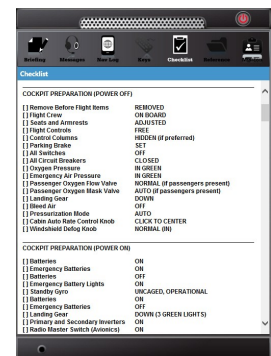 Briefing Messages Nav Log Keys Checklist Reference
Checklist
COCKPIT PREPARATION (POWER OFF)
[ ] Remove Before Flight Items REMOVED
[ ] Flight Crew ON BOARD
[ ] Seats and Armrests ADJUSTED
[ ] Flight Controls FREE
[ ] Control Columns HIDDEN (if preferred)
[ ] Parking Brake SET
[ ] All Switches OFF
[ ] All Circuit Breakers CLOSED
[ ] Oxygen Pressure IN GREEN
[ ] Emergency Air Pressure IN GREEN
[ ] Passenger Oxygen Flow Valve NORMAL (if passengers present)
[ ] Passenger Oxygen Mask Valve AUTO (if passengers present)
[ ] Landing Gear DOWN
[ ] Bleed Air OFF
[ ] Pressurization Mode AUTO
[ ] Cabin Auto Rate Control Knob CLICK TO CENTER
[ ] Windshield Defog Knob NORMAL (IN)
COCKPIT PREPARATION (POWER ON)
[ ] Batteries ON
[ ] Emergency Batteries ON
[ ] Batteries OFF
[ ] Emergency Battery Lights ON
[ ] Standby Gyro UNCAGED, OPERATIONAL
[ ] Batteries ON
[ ] Emergency Batteries OFF
[ ] Landing Gear DOWN (3 GREEN LIGHTS)
[ ] Primary and Secondary Inverters ON
[ ] Radio Master Switch (Avionics) ON